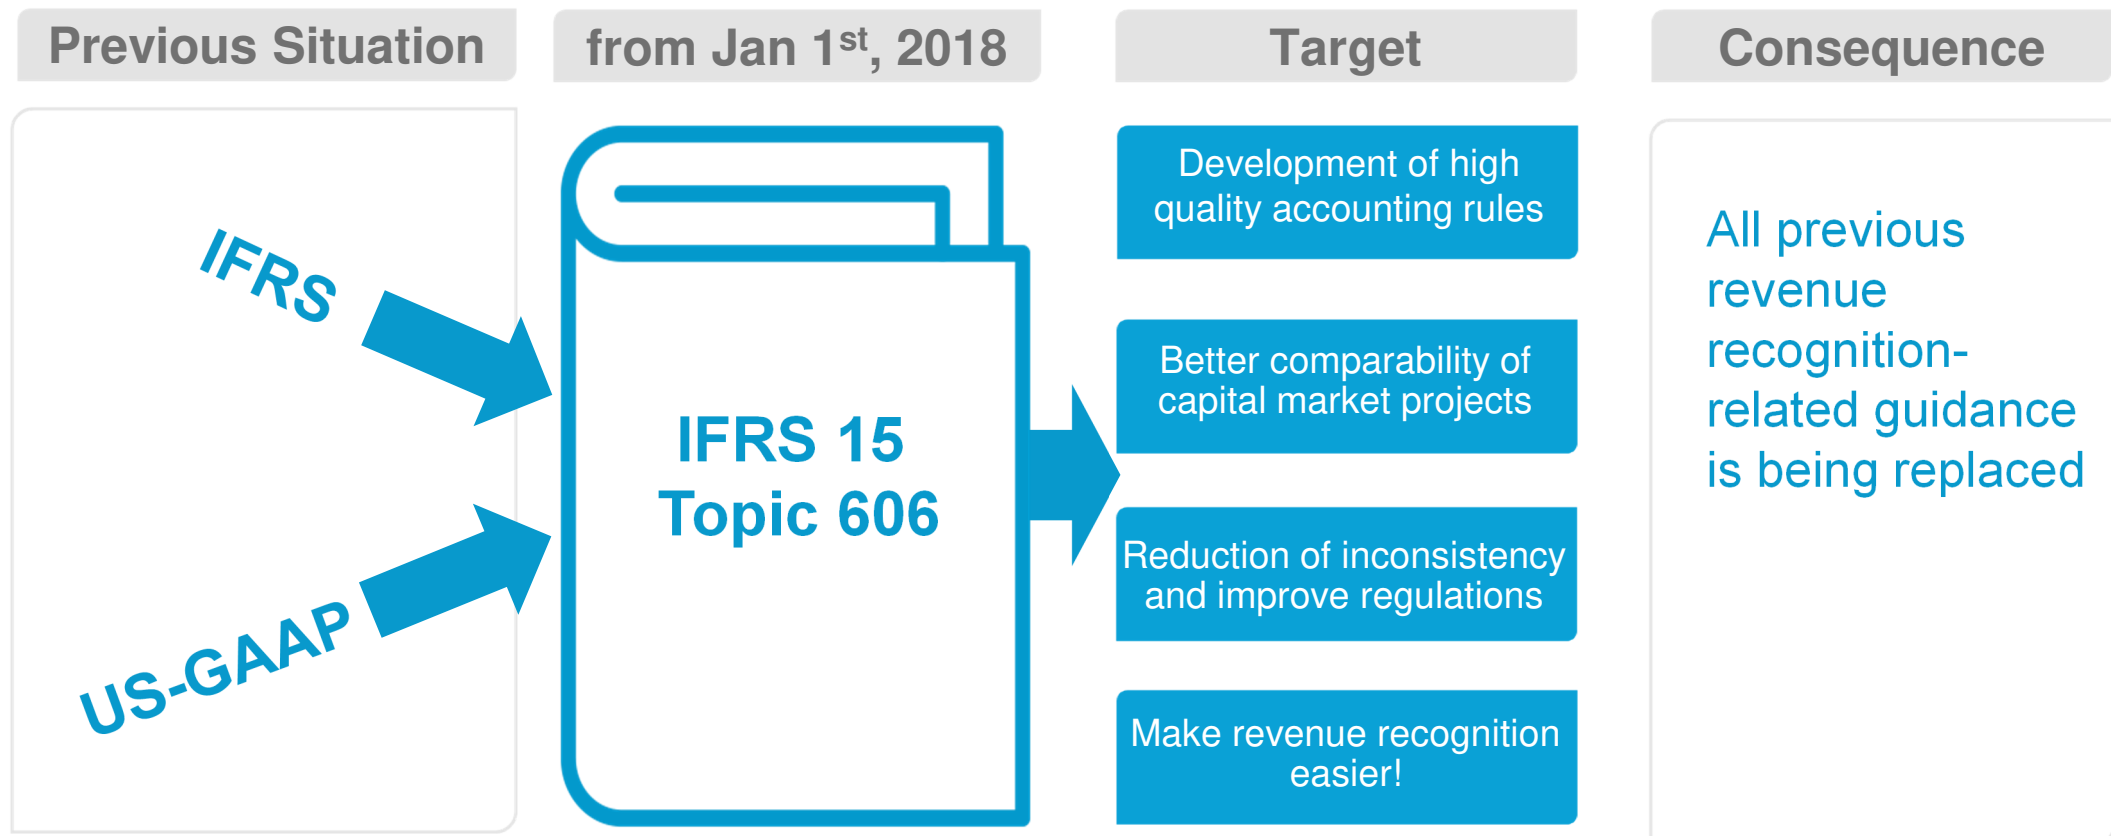 Previous Situation
from Jan 1st, 2018
Target
Consequence
IFRS
US-GAAP
IFRS 15
Topic 606
Development of high
quality accounting rules
Better comparability of
capital market projects
Reduction of inconsistency
and improve regulations
Make revenue recognition
easier!
All previous
revenue
recognition-
related guidance
is being replaced